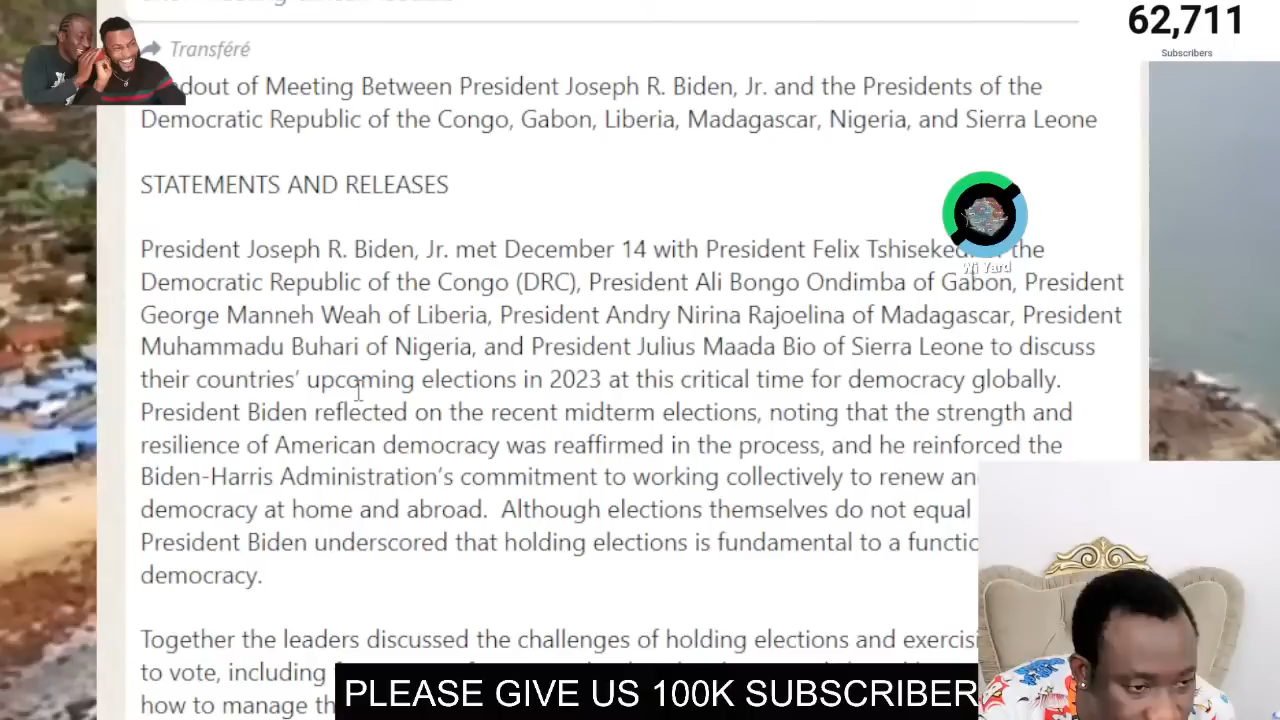 62,711
Subscribers
Transféré
dout of Meeting Between President Joseph R. Biden, Jr. and the Presidents of the
Democratic Republic of the Congo, Gabon, Liberia, Madagascar, Nigeria, and Sierra Leone
STATEMENTS AND RELEASES
President Joseph R. Biden, Jr. met December 14 with President Felix Tshiseked the
Wi Yard
Democratic Republic of the Congo (DRC), President Ali Bongo Ondimba of Gabon, President
George Manneh Weah of Liberia, President Andry Nirina Rajoelina of Madagascar, President
Muhammadu Buhari of Nigeria, and President Julius Maada Bio of Sierra Leone to discuss
their countries’ upcoming elections in 2023 at this critical time for democracy globally.
President Biden reflected on the recent midterm elections, noting that the strength and
resilience of American democracy was reaffirmed in the process, and he reinforced the
Biden-Harris Administration’s commitment to working collectively to renew an
democracy at home and abroad. Although elections themselves do not equal
President Biden underscored that holding elections is fundamental to a functio
democracy.
Together the leaders discussed the challenges of holding elections and exercisi
to vote, including
how to manage th
PLEASE GIVE US 100K SUBSCRIBER